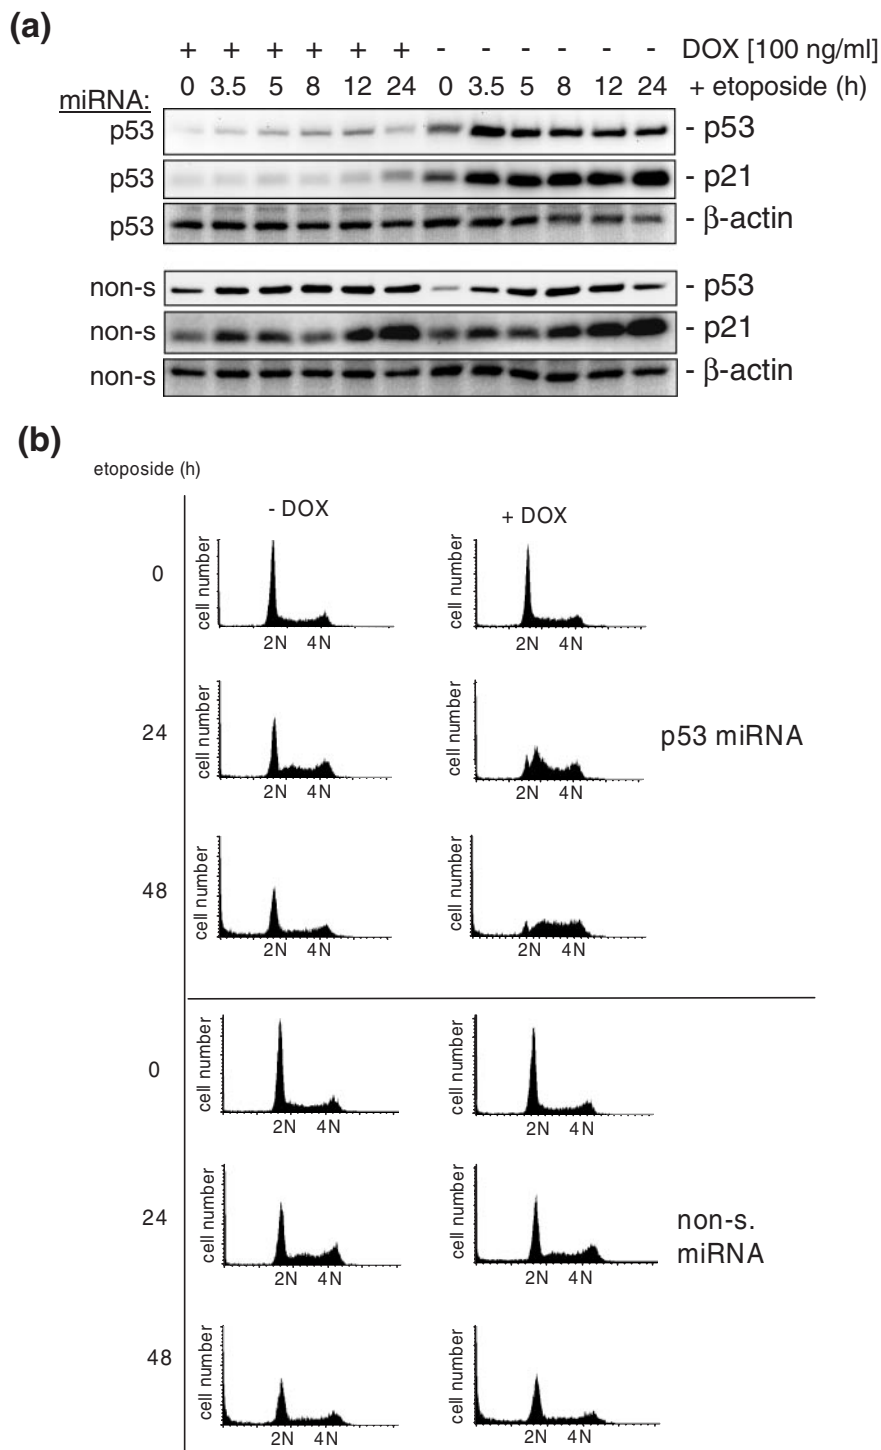 (a)
+ + + + + + - - - - - - DOX [100 ng/ml]
miRNA: 0 3.5 5 8 12 24 0 3.5 5 8 12 24 + etoposide (h)
p53 - p53
p53 - p21
p53 - β-actin
non-s - p53
non-s - p21
non-s - β-actin
(b)
etoposide (h)
- DOX + DOX
0 cell number cell number
2N 4N 2N 4N
24 cell number cell number p53 miRNA
2N 4N 2N 4N
48 cell number cell number
2N 4N 2N 4N
0 cell number cell number
2N 4N 2N 4N
24 cell number cell number non-s.
miRNA
2N 4N 2N 4N
48 cell number cell number
2N 4N 2N 4N